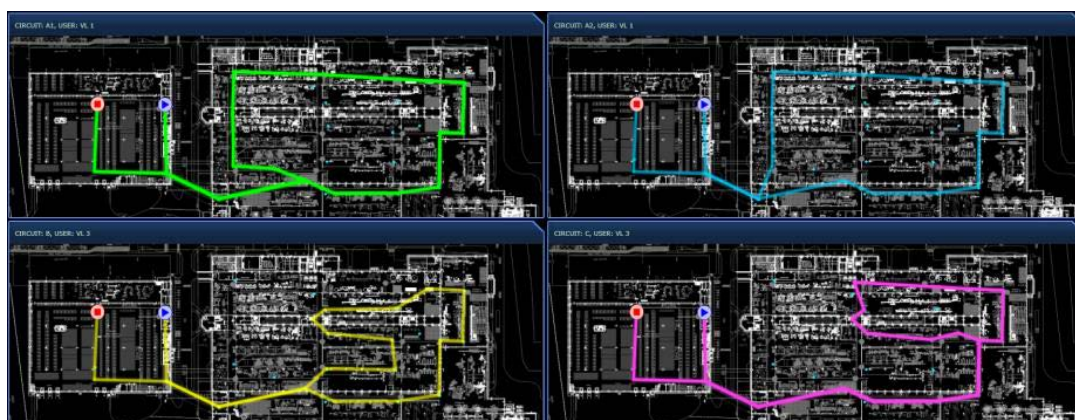 CIRCUIT: A1, USER: VL 1
CIRCUIT: A2, USER: VL 1
CIRCUIT: B, USER: VL 3
CIRCUIT: C, USER: VL 3